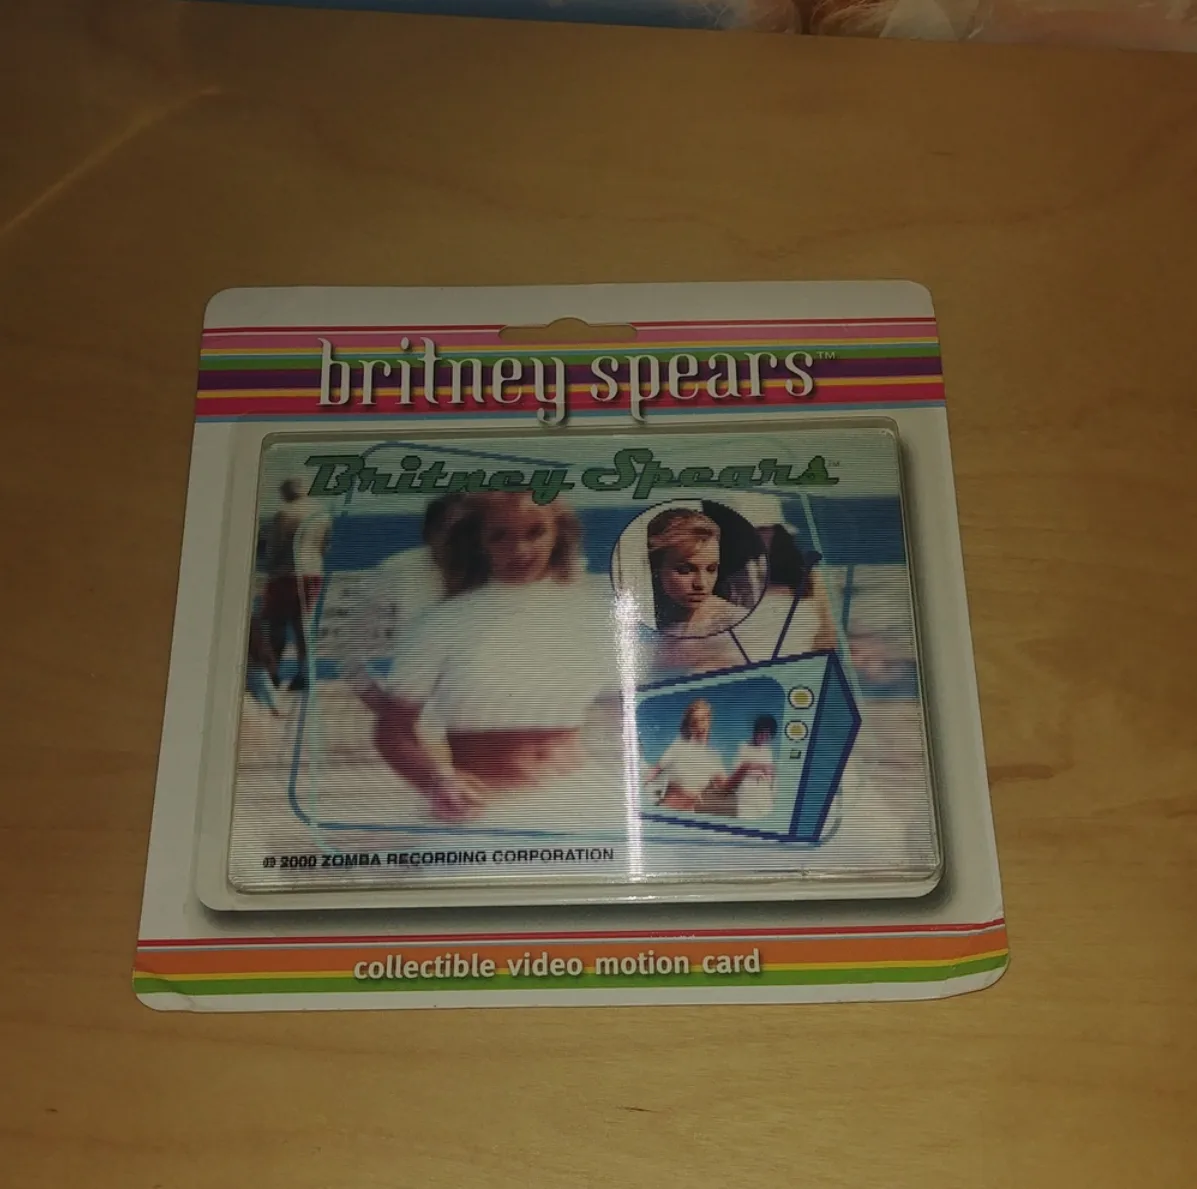 britney spears™
Britney Spears™
℗ 2000 ZOMBA RECORDING CORPORATION
collectible video motion card